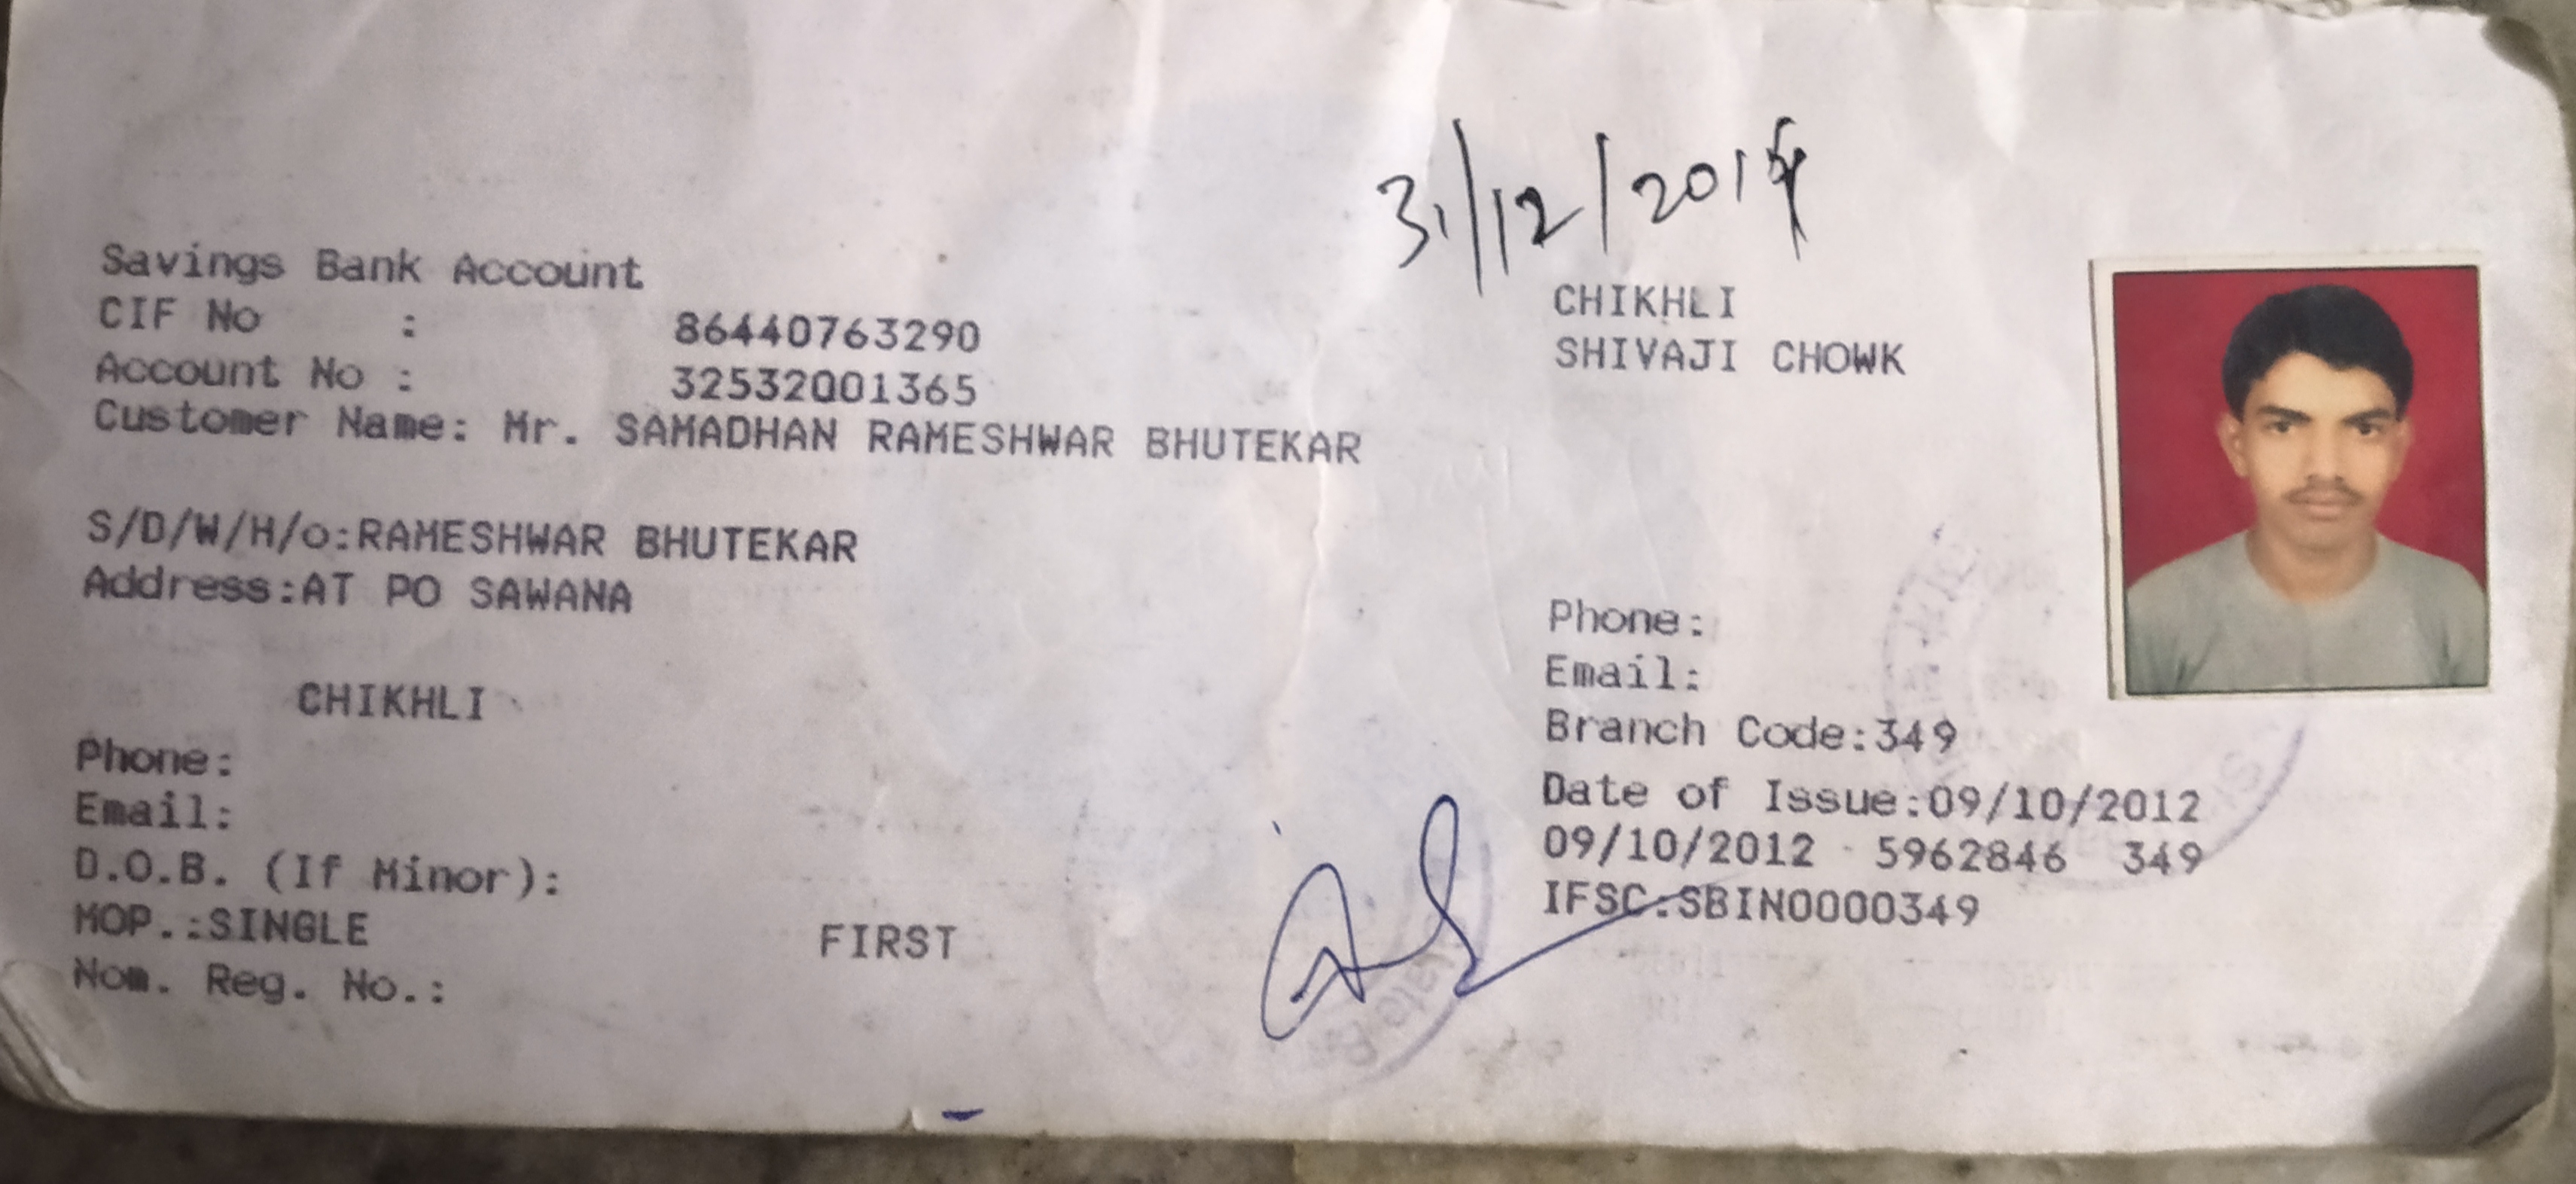 31/12/201
Savings Bank Account
CIF No : 86440763290
Account No : 32532001365
Customer Name: Mr. SAMADHAN RAMESHWAR BHUTEKAR
S/D/W/H/o:RAMESHWAR BHUTEKAR
Address:AT PO SAWANA
CHIKHLI
Phone:
Email:
D.O.B. (If Minor):
MOP.:SINGLE FIRST
Nom. Reg. No.:
CHIKHLI
SHIVAJI CHOWK
Phone:
Email:
Branch Code:349
Date of Issue:09/10/2012
09/10/2012 5962846 349
IFSC:SBIN0000349